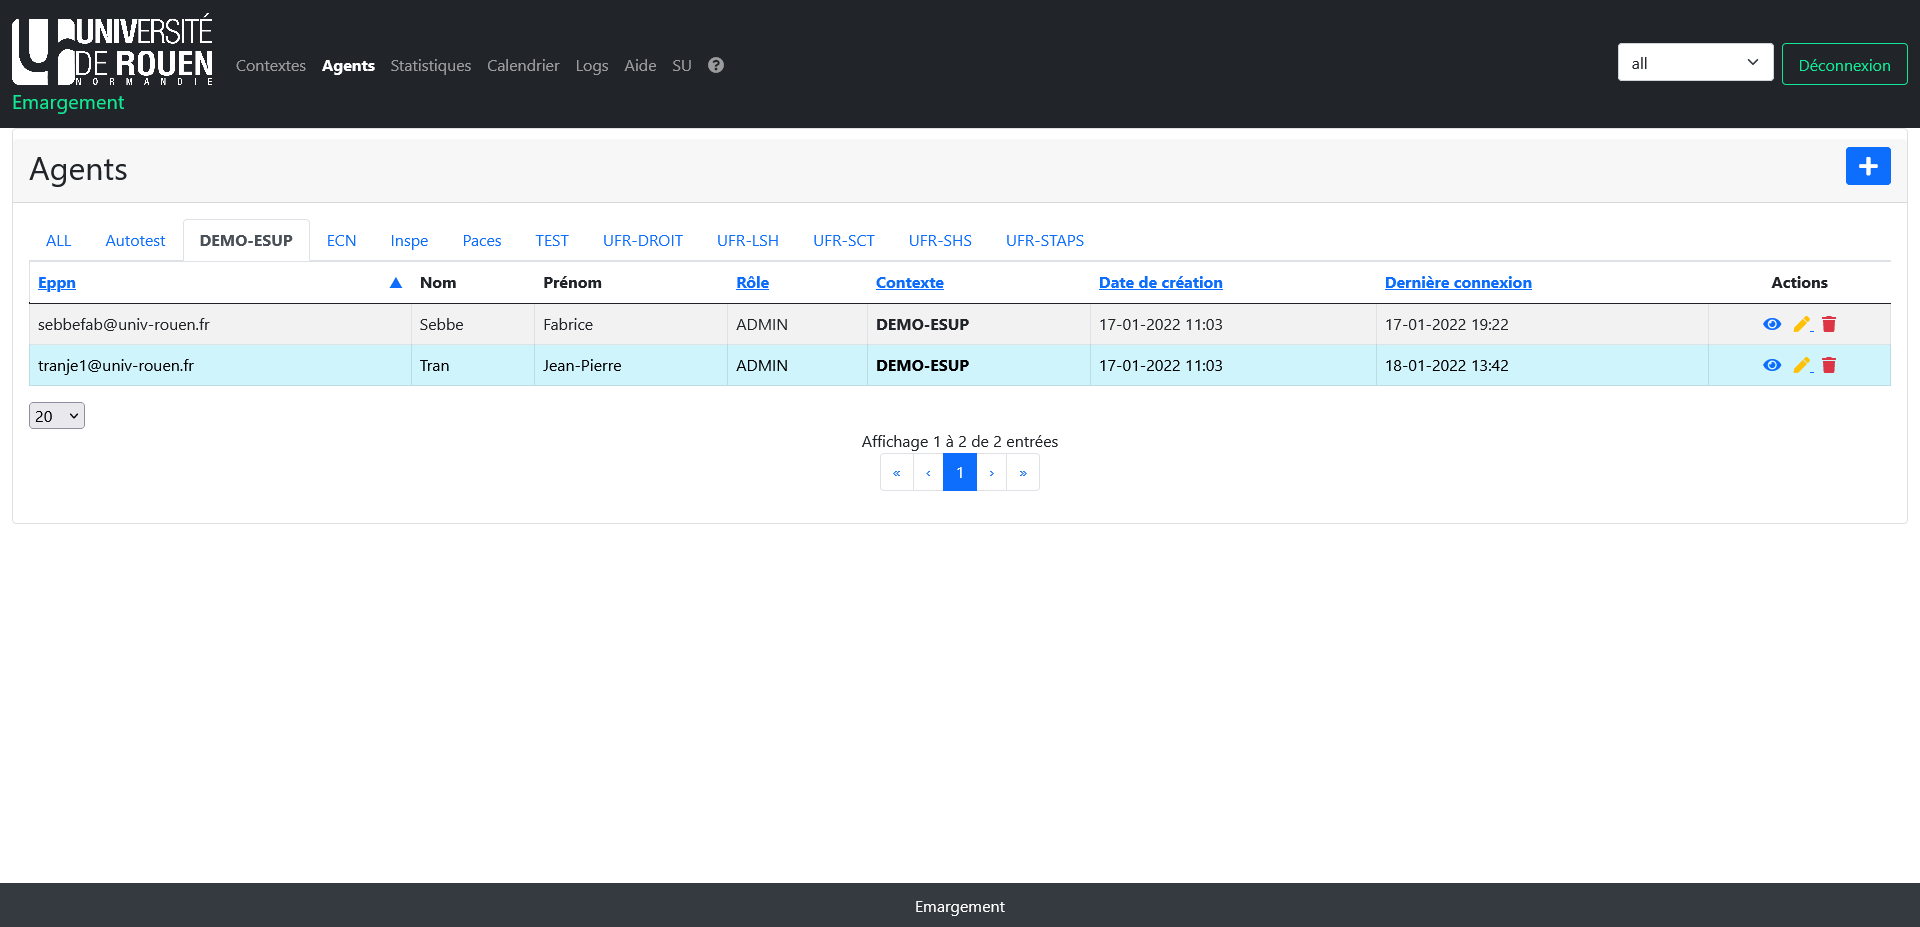 UNIVERSITÉ
DE ROUEN
NORMANDIE
Emargement
Contextes Agents Statistiques Calendrier Logs Aide SU ?
all Déconnexion
Agents
ALL Autotest DEMO-ESUP ECN Inspe Paces TEST UFR-DROIT UFR-LSH UFR-SCT UFR-SHS UFR-STAPS
Eppn ▲ Nom Prénom Rôle Contexte Date de création Dernière connexion Actions
sebbefab@univ-rouen.fr Sebbe Fabrice ADMIN DEMO-ESUP 17-01-2022 11:03 17-01-2022 19:22
tranje1@univ-rouen.fr Tran Jean-Pierre ADMIN DEMO-ESUP 17-01-2022 11:03 18-01-2022 13:42
20
Affichage 1 à 2 de 2 entrées
« ‹ 1 › »
Emargement